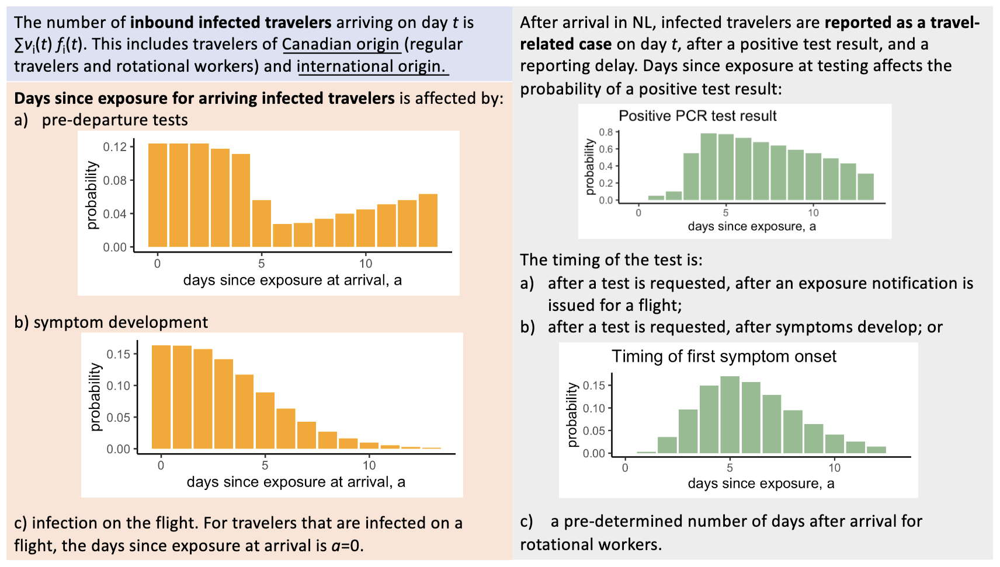 The number of inbound infected travelers arriving on day t is
∑vi(t) fi(t). This includes travelers of Canadian origin (regular
travelers and rotational workers) and international origin.
Days since exposure for arriving infected travelers is affected by:
a) pre-departure tests
0.12
0.08
0.04
0.00
probability
0 5 10
days since exposure at arrival, a
b) symptom development
0.15
0.10
0.05
0.00
probability
0 5 10
days since exposure at arrival, a
c) infection on the flight. For travelers that are infected on a
flight, the days since exposure at arrival is a=0.
After arrival in NL, infected travelers are reported as a travel-
related case on day t, after a positive test result, and a
reporting delay. Days since exposure at testing affects the
probability of a positive test result:
Positive PCR test result
0.8
0.6
0.4
0.2
0.0
probability
0 5 10
days since exposure, a
The timing of the test is:
a) after a test is requested, after an exposure notification is
issued for a flight;
b) after a test is requested, after symptoms develop; or
Timing of first symptom onset
0.15
0.10
0.05
0.00
probability
0 5 10
days since exposure, a
c) a pre-determined number of days after arrival for
rotational workers.